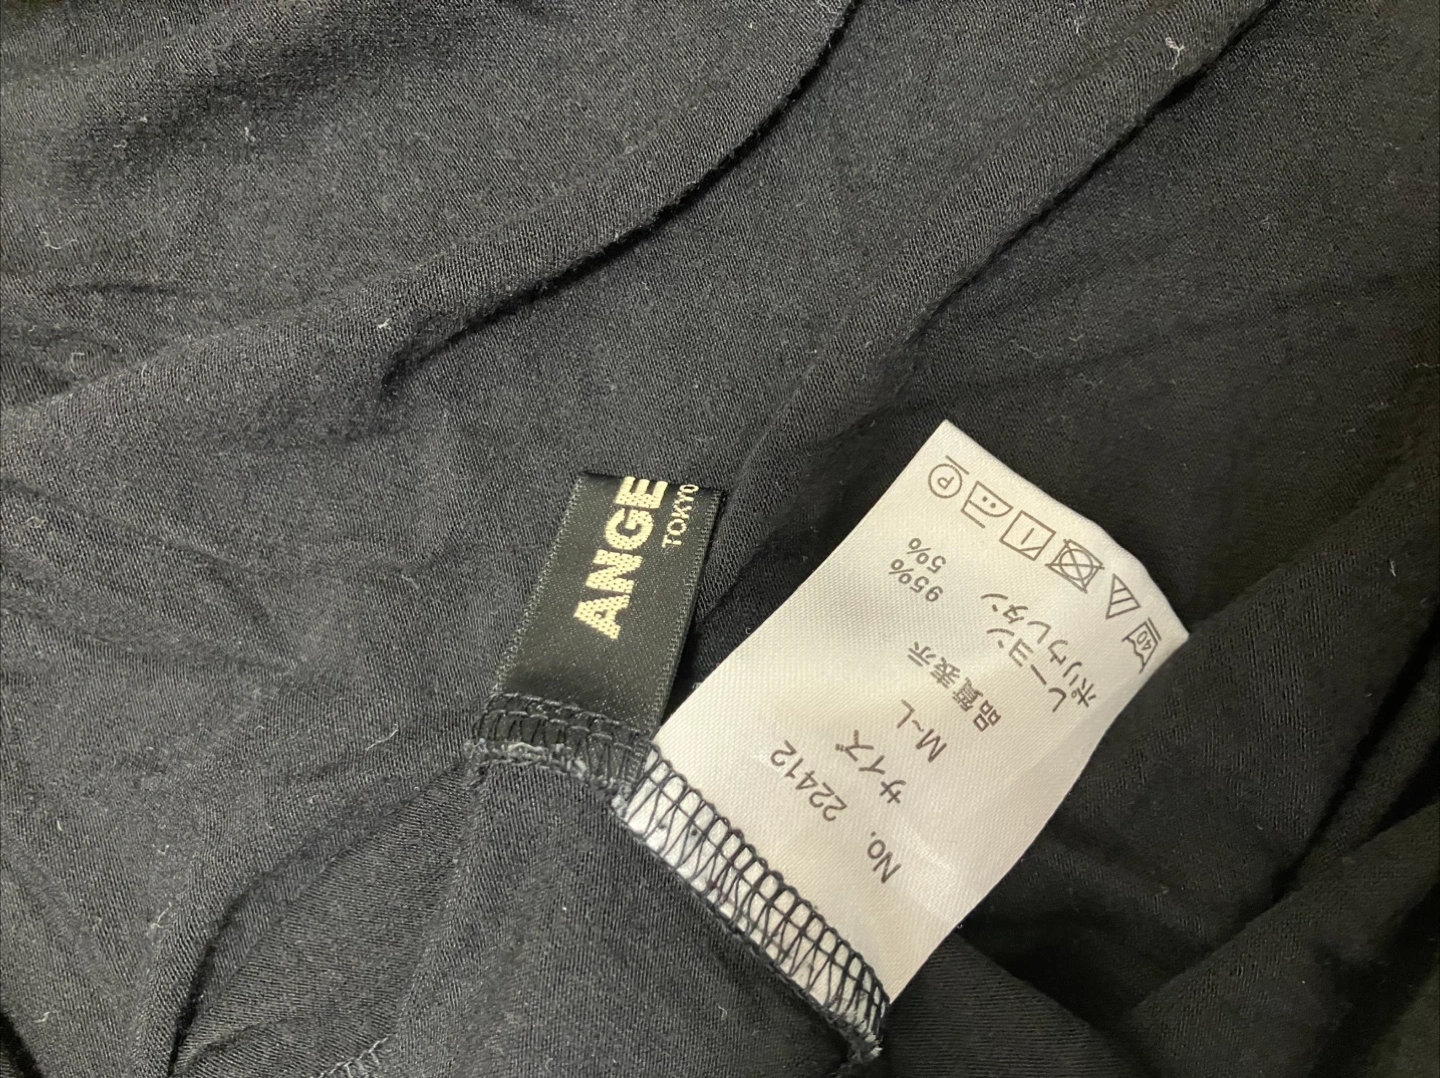 ANGE
TOKYO
No. 22412
サイズ
M~L
品質表示
レーヨン 95%
ポリウレタン 5%
40
P